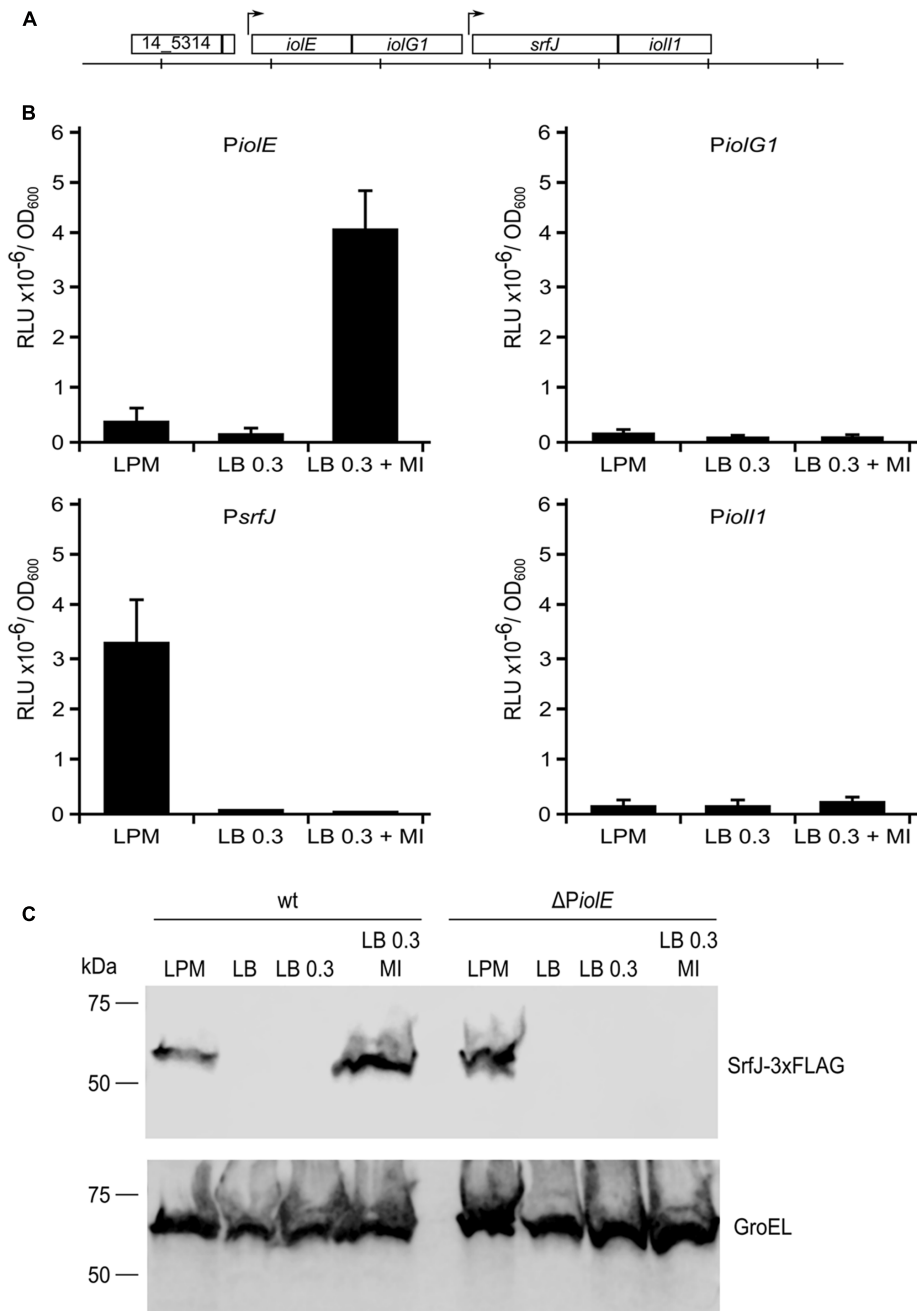 A
14_5314 iolE iolG1 srfJ iolI1
B
PiolE
RLU x10⁻⁶/ OD₆₀₀
6
5
4
3
2
1
0
LPM LB 0.3 LB 0.3 + MI
PiolG1
RLU x10⁻⁶/ OD₆₀₀
6
5
4
3
2
1
0
LPM LB 0.3 LB 0.3 + MI
PsrfJ
RLU x10⁻⁶/ OD₆₀₀
6
5
4
3
2
1
0
LPM LB 0.3 LB 0.3 + MI
PiolI1
RLU x10⁻⁶/ OD₆₀₀
6
5
4
3
2
1
0
LPM LB 0.3 LB 0.3 + MI
C
wt ΔPiolE
LB 0.3 LB 0.3
kDa LPM LB LB 0.3 MI LPM LB LB 0.3 MI
75
50
SrfJ-3xFLAG
75
50
GroEL